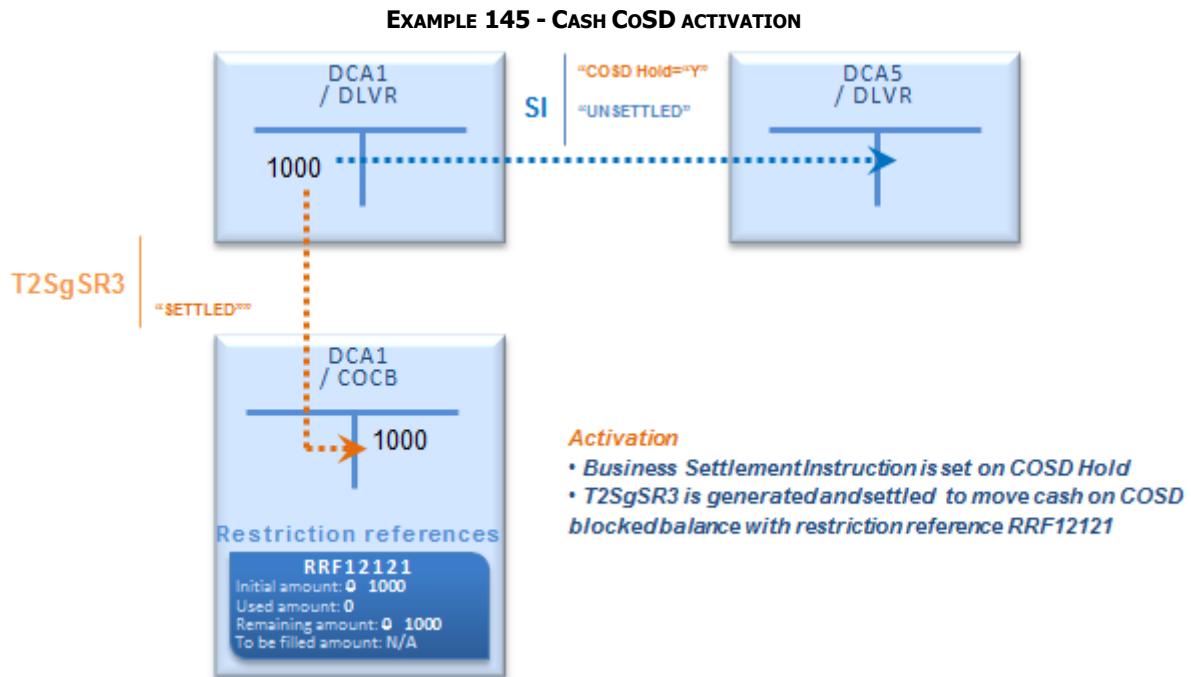 EXAMPLE 145 - CASH COSD ACTIVATION
DCA1
/ DLVR
1000
SI
“COSD Hold=“Y”
“UNSETTLED”
DCA5
/ DLVR
T2SgSR3
“SETTLED””
DCA1
/ COCB
1000
Restriction references
RRF12121
Initial amount: 0 1000
Used amount: 0
Remaining amount: 0 1000
To be filled amount: N/A
Activation
• Business Settlement Instruction is set on COSD Hold
• T2SgSR3 is generated and settled to move cash on COSD
blocked balance with restriction reference RRF12121